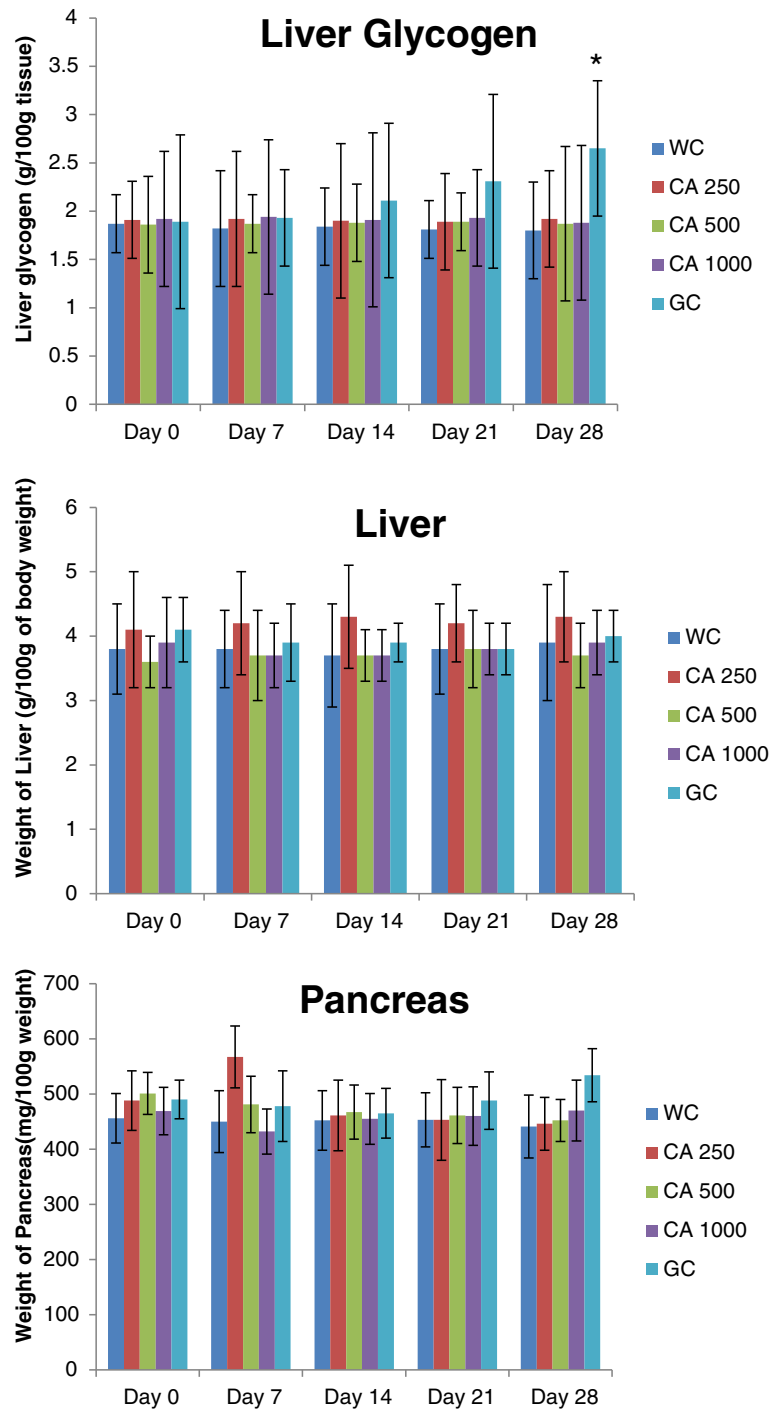 Liver Glycogen
Liver glycogen (g/100g tissue)
4
3.5
3
2.5
2
1.5
1
0.5
0
*
Day 0 Day 7 Day 14 Day 21 Day 28
WC
CA 250
CA 500
CA 1000
GC
Liver
Weight of Liver (g/100g of body weight)
6
5
4
3
2
1
0
Day 0 Day 7 Day 14 Day 21 Day 28
WC
CA 250
CA 500
CA 1000
GC
Pancreas
Weight of Pancreas(mg/100g weight)
700
600
500
400
300
200
100
0
Day 0 Day 7 Day 14 Day 21 Day 28
WC
CA 250
CA 500
CA 1000
GC